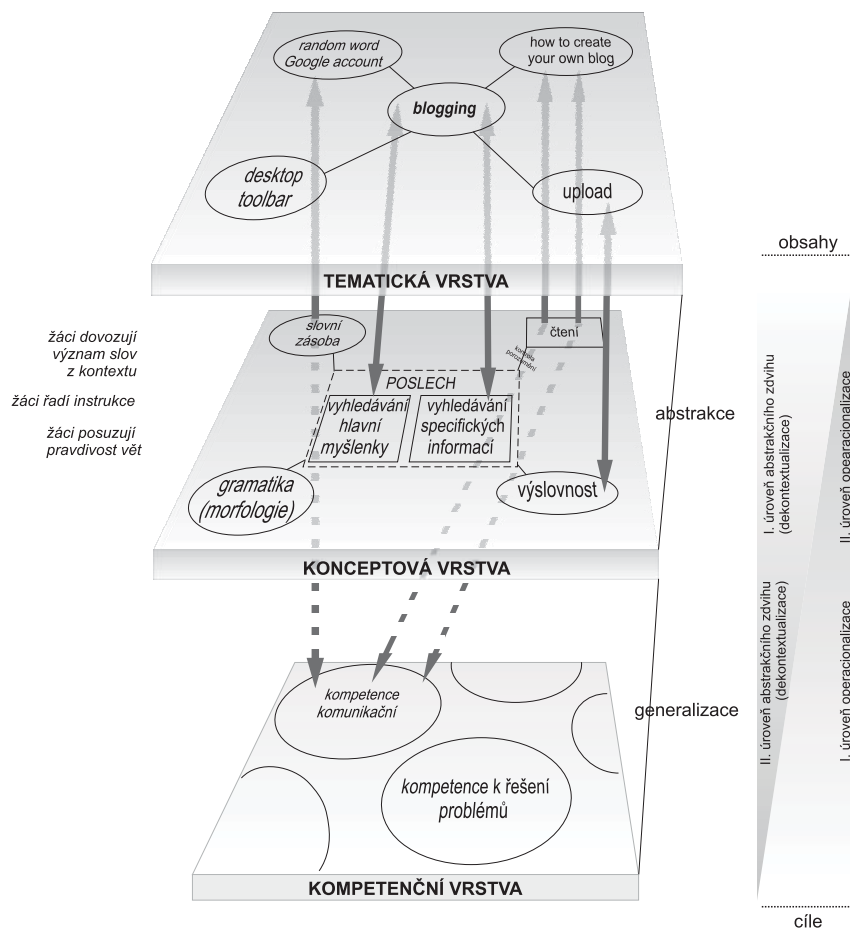 random word
Google account
how to create
your own blog
blogging
desktop
toolbar
upload
TEMATICKÁ VRSTVA
obsahy
slovní
zásoba
čtení
kontrola
porozumění
žáci dovozují
význam slov
z kontextu
žáci řadí instrukce
žáci posuzují
pravdivost vět
POSLECH
vyhledávání
hlavní
myšlenky
vyhledávání
specifických
informací
abstrakce
gramatika
(morfologie)
výslovnost
KONCEPTOVÁ VRSTVA
I. úroveň abstrakčního zdvihu
(dekontextualizace)
II. úroveň opearacionalizace
II. úroveň abstrakčního zdvihu
(dekontextualizace)
I. úroveň operacionalizace
kompetence
komunikační
generalizace
kompetence k řešení
problémů
KOMPETENČNÍ VRSTVA
cíle